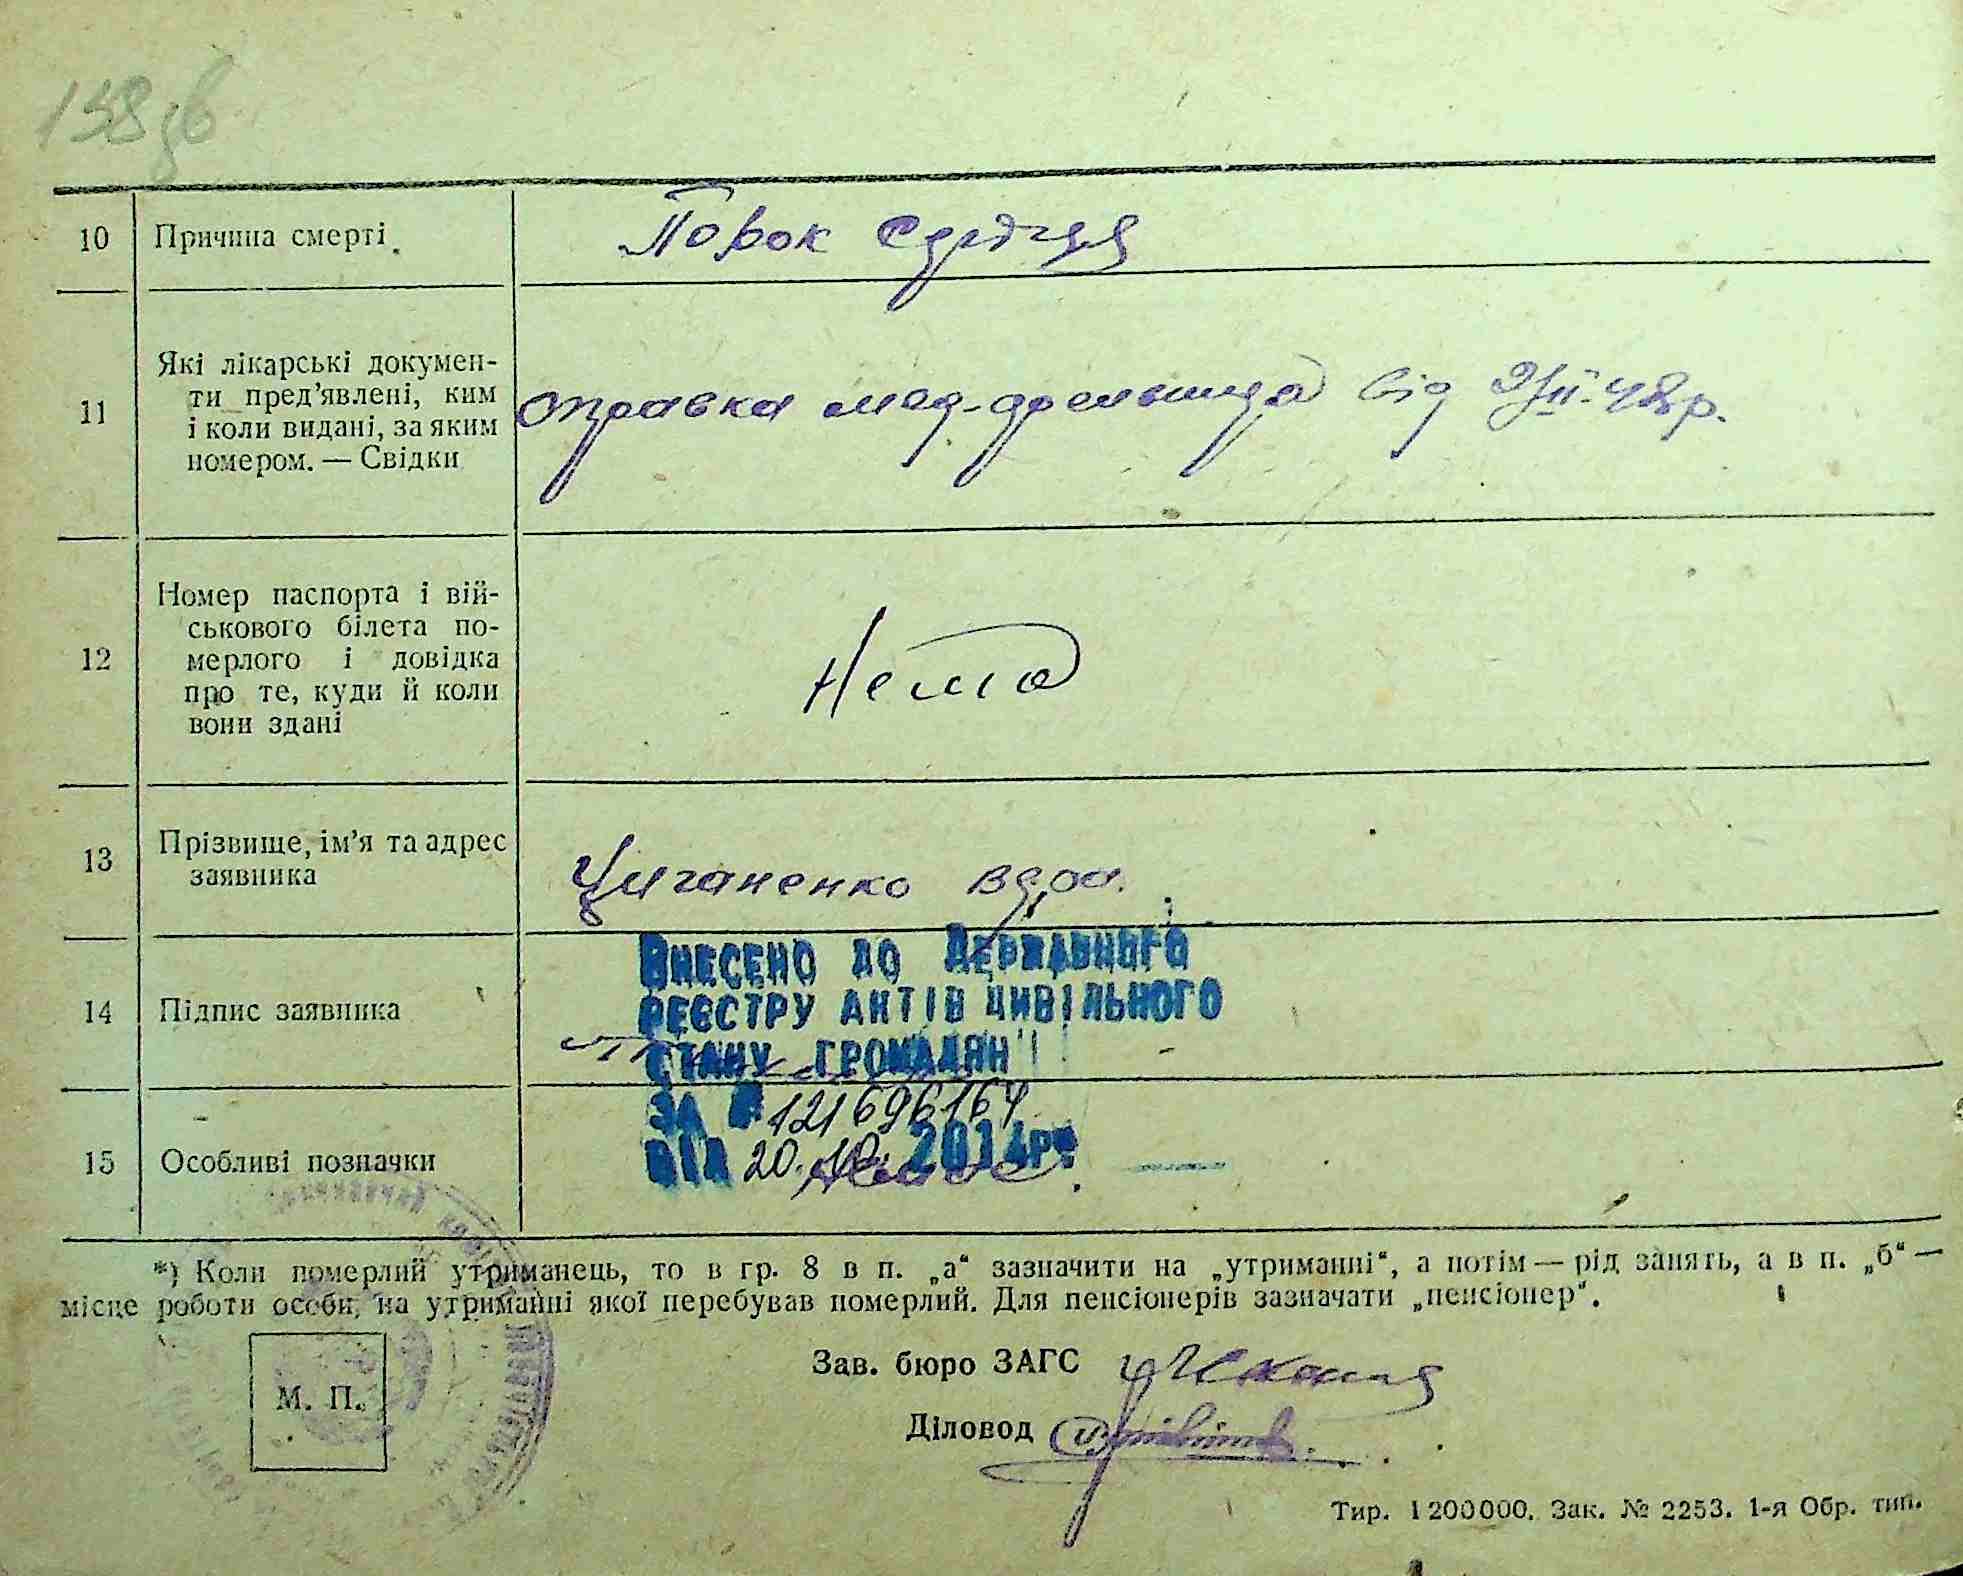 138зв
10 Причина смерті
Порок Сердця
11 Які лікарські докумен-
ти пред’явлені, ким
і коли видані, за яким
номером. — Свідки
справка мед-фельшира від
48р.
12 Номер паспорта і вій-
ськового білета по-
мерлого і довідка
про те, куди й коли
вони здані
Нема
13 Прізвище, ім’я та адрес
заявника
Циганенко
14 Підпис заявника
15 Особливі позначки
Внесено до Державного
реєстру актів цивільного
стану громадян
за № 121696164
від 20.10. 2014р
*) Коли померлий утриманець, то в гр. 8 в п. „а“ зазначити на „утриманні“, а потім — рід занять, а в п. „б“ —
місце роботи особи, на утриманні якої перебував померлий. Для пенсіонерів зазначати „пенсіонер“.
М. П.
Зав. бюро ЗАГС
Діловод
Тир. 1200000. Зак. № 2253. 1-я Обр. тип.